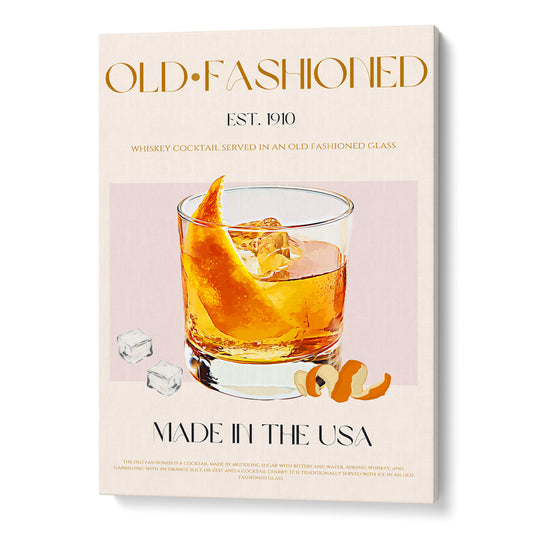 OLD•FASHIONED
EST. 1910
WHISKEY COCKTAIL SERVED IN AN OLD FASHIONED GLASS
MADE IN THE USA
THE OLD FASHIONED IS A COCKTAIL MADE BY MUDDLING SUGAR WITH BITTERS AND WATER, ADDING WHISKEY, AND
GARNISHING WITH AN ORANGE SLICE OR ZEST AND A COCKTAIL CHERRY. IT IS TRADITIONALLY SERVED WITH ICE IN AN OLD
FASHIONED GLASS.